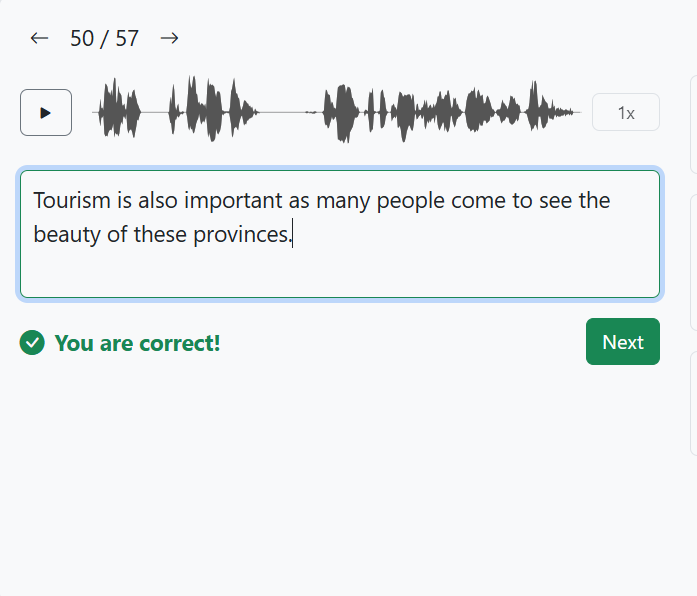 ← 50 / 57 →
1x
Tourism is also important as many people come to see the
beauty of these provinces.
You are correct!
Next